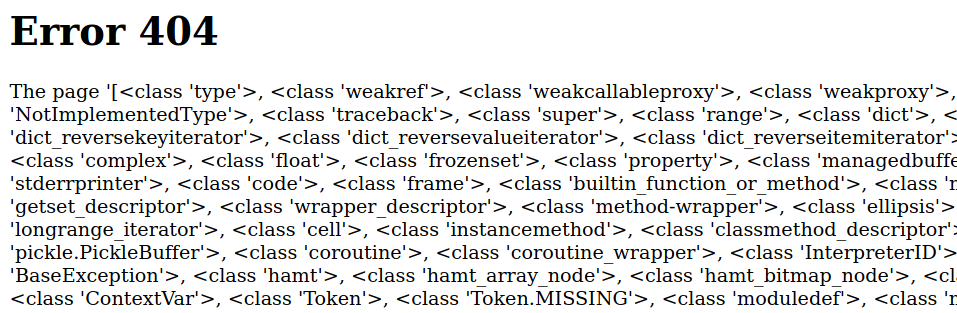 Error 404
The page '[<class 'type'>, <class 'weakref'>, <class 'weakcallableproxy'>, <class 'weakproxy'>,
'NotImplementedType'>, <class 'traceback'>, <class 'super'>, <class 'range'>, <class 'dict'>, <
'dict_reversekeyiterator'>, <class 'dict_reversevalueiterator'>, <class 'dict_reverseitemiterator'>
<class 'complex'>, <class 'float'>, <class 'frozenset'>, <class 'property'>, <class 'managedbuffe
'stderrprinter'>, <class 'code'>, <class 'frame'>, <class 'builtin_function_or_method'>, <class '
'getset_descriptor'>, <class 'wrapper_descriptor'>, <class 'method-wrapper'>, <class 'ellipsis'>
'longrange_iterator'>, <class 'cell'>, <class 'instancemethod'>, <class 'classmethod_descriptor'>
'pickle.PickleBuffer'>, <class 'coroutine'>, <class 'coroutine_wrapper'>, <class 'InterpreterID'>
'BaseException'>, <class 'hamt'>, <class 'hamt_array_node'>, <class 'hamt_bitmap_node'>, <cl
<class 'ContextVar'>, <class 'Token'>, <class 'Token.MISSING'>, <class 'moduledef'>, <class '